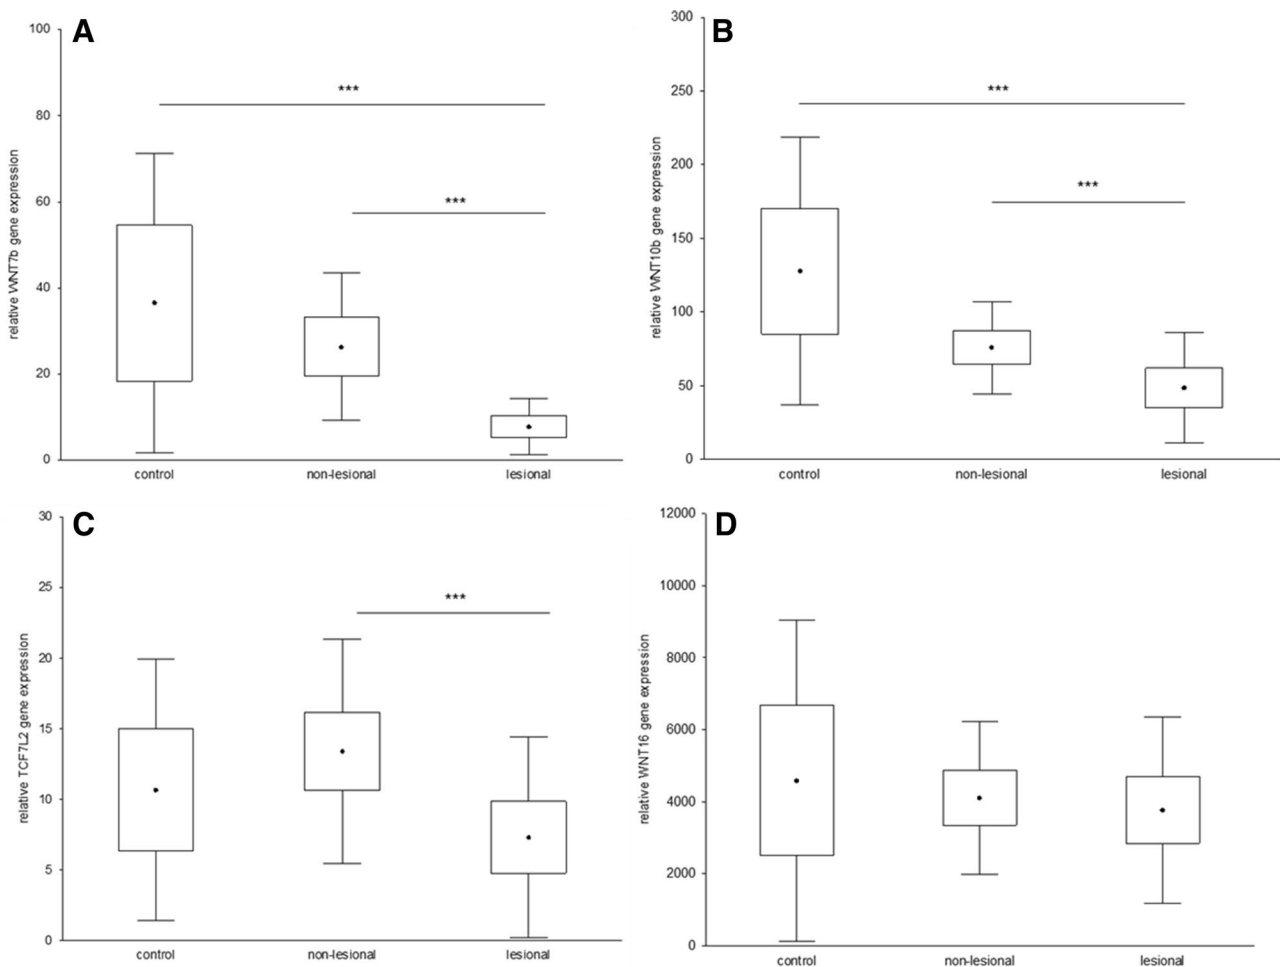 A
relative WNT7b gene expression
100
80
60
40
20
0
***
***
control
non-lesional
lesional
B
relative WNT10b gene expression
300
250
200
150
100
50
0
***
***
control
non-lesional
lesional
C
relative TCF7L2 gene expression
30
25
20
15
10
5
0
***
control
non-lesional
lesional
D
relative WNT16 gene expression
12000
10000
8000
6000
4000
2000
0
control
non-lesional
lesional